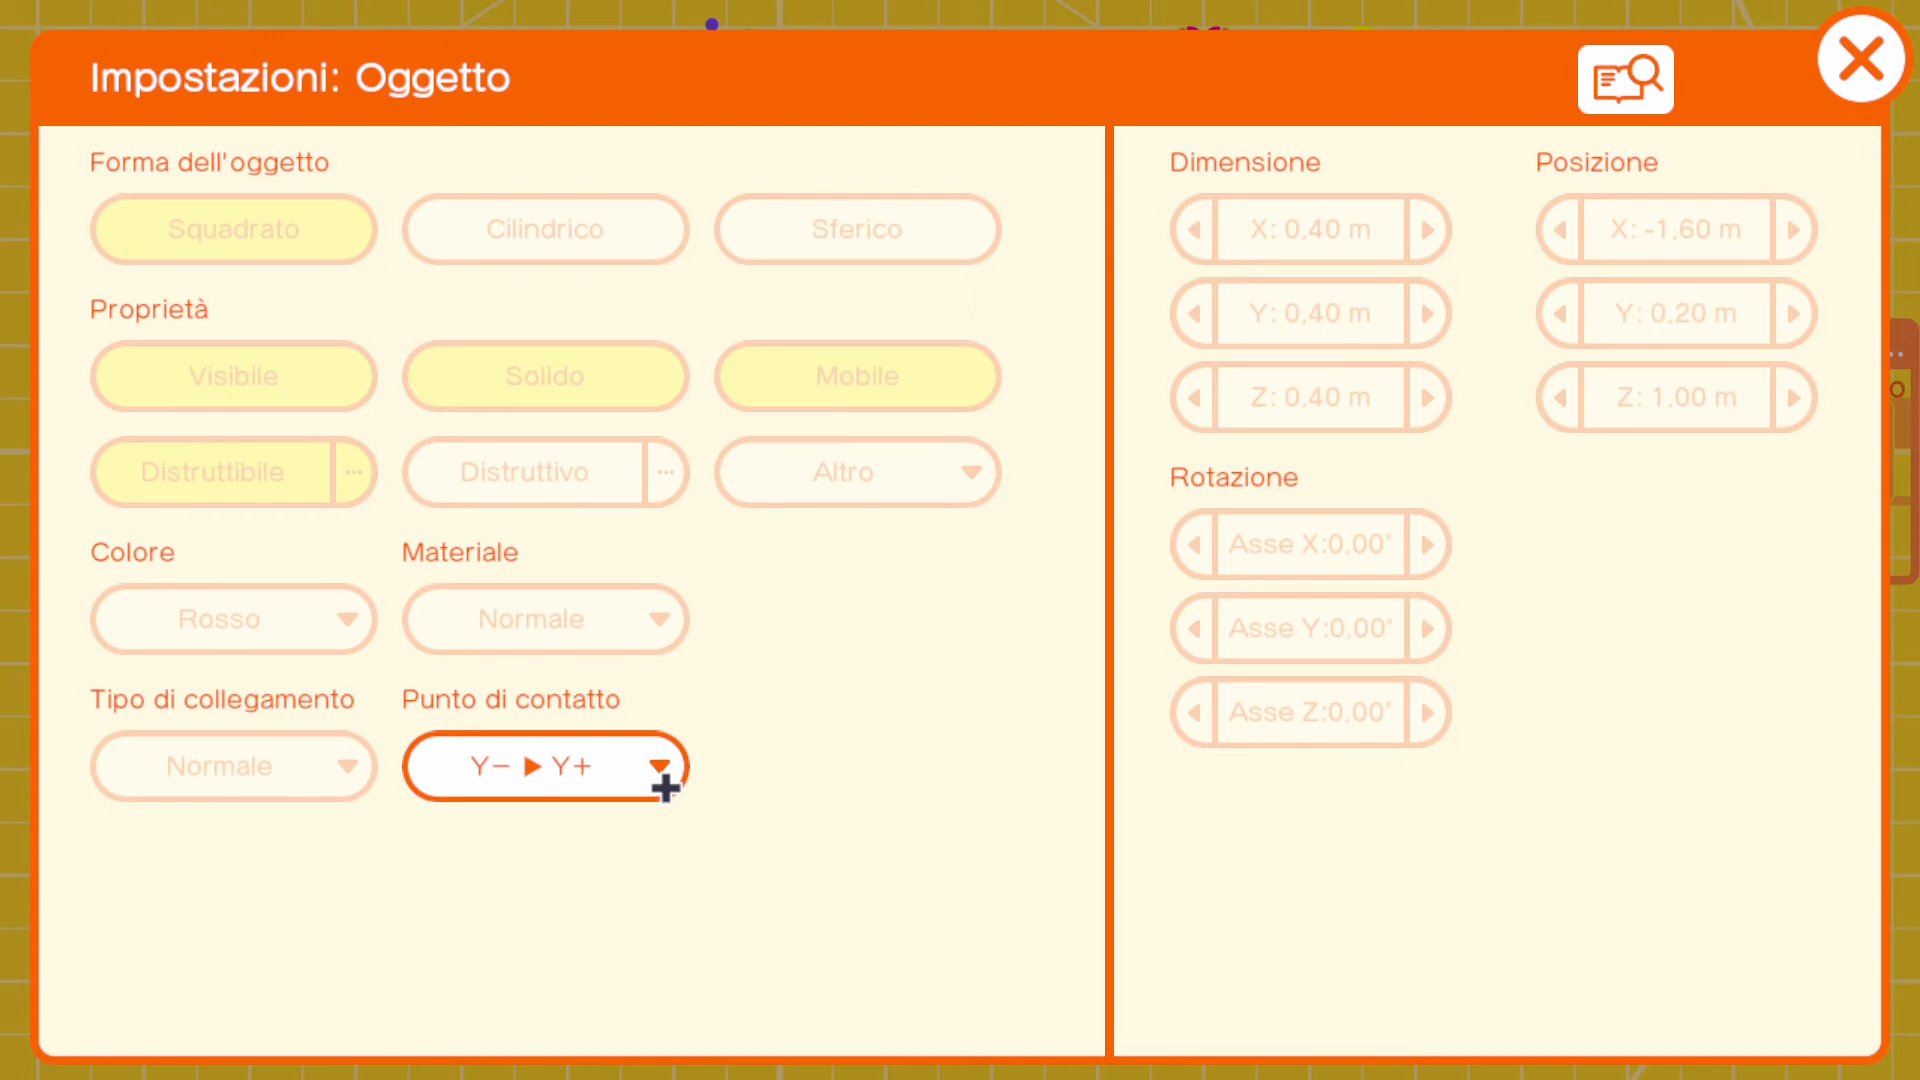 Impostazioni: Oggetto
Forma dell'oggetto
Squadrato
Cilindrico
Sferico
Proprietà
Visibile
Solido
Mobile
Distruttibile ...
Distruttivo ...
Altro
Colore
Materiale
Rosso
Normale
Tipo di collegamento
Punto di contatto
Normale
Y− ▶ Y+
Dimensione
X: 0,40 m
Y: 0,40 m
Z: 0,40 m
Posizione
X: -1,60 m
Y: 0,20 m
Z: 1,00 m
Rotazione
Asse X:0,00°
Asse Y:0,00°
Asse Z:0,00°